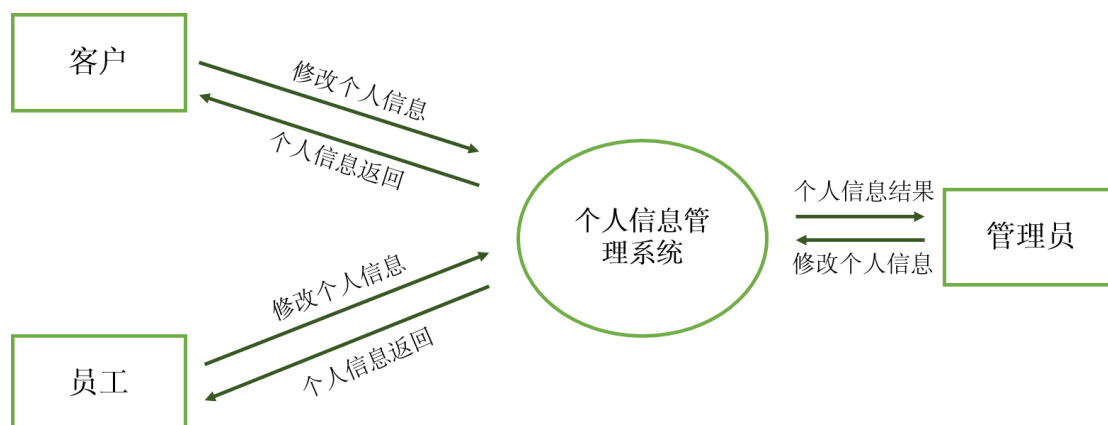 客户
修改个人信息
个人信息返回
个人信息管
理系统
个人信息结果
修改个人信息
管理员
修改个人信息
个人信息返回
员工